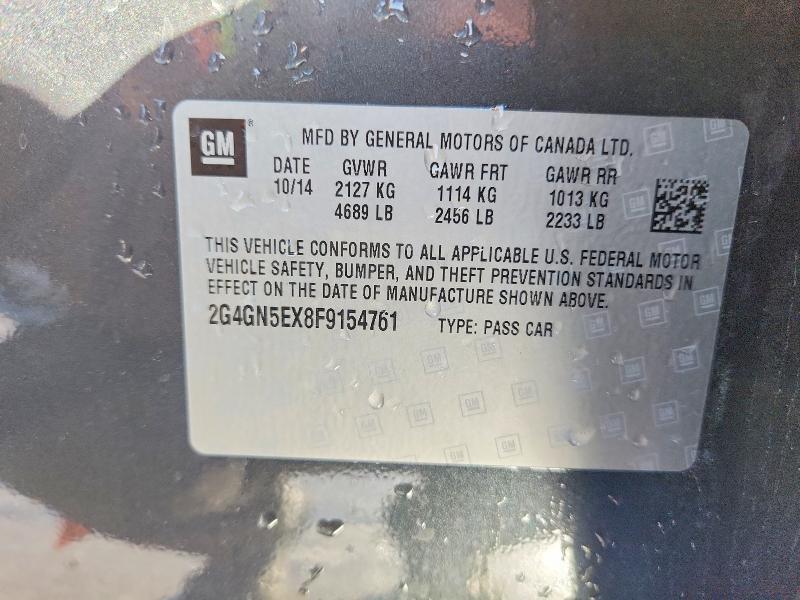 GM ®
MFD BY GENERAL MOTORS OF CANADA LTD.
DATE GVWR GAWR FRT GAWR RR
10/14 2127 KG 1114 KG 1013 KG
4689 LB 2456 LB 2233 LB
THIS VEHICLE CONFORMS TO ALL APPLICABLE U.S. FEDERAL MOTOR
VEHICLE SAFETY, BUMPER, AND THEFT PREVENTION STANDARDS IN
EFFECT ON THE DATE OF MANUFACTURE SHOWN ABOVE.
2G4GN5EX8F9154761 TYPE: PASS CAR